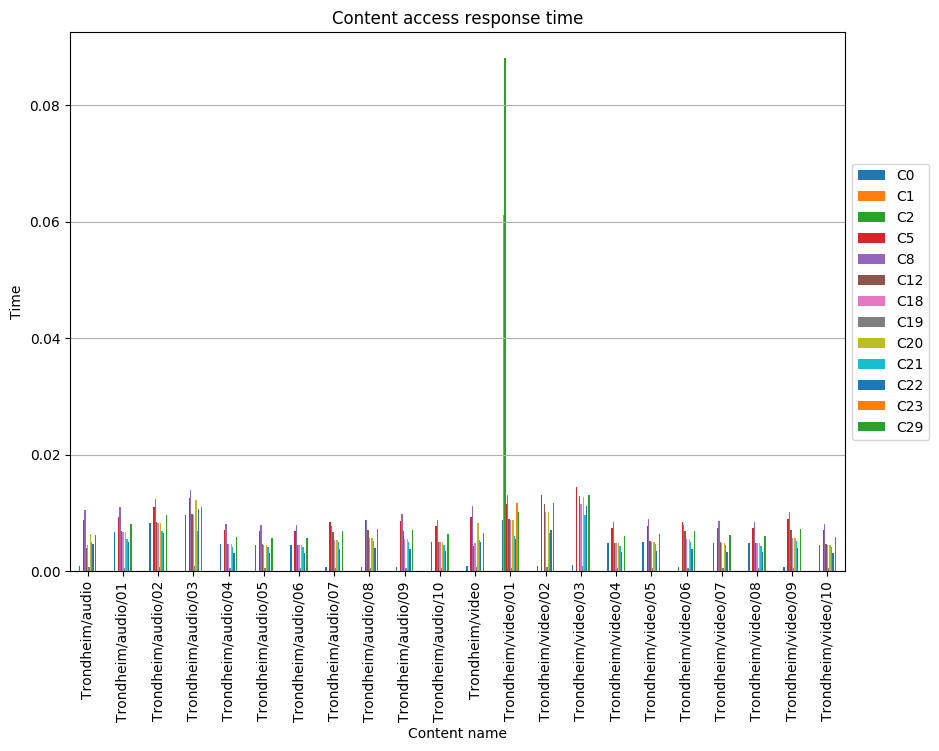 Content access response time
Time
0.08
0.06
0.04
0.02
0.00
Trondheim/audio
Trondheim/audio/01
Trondheim/audio/02
Trondheim/audio/03
Trondheim/audio/04
Trondheim/audio/05
Trondheim/audio/06
Trondheim/audio/07
Trondheim/audio/08
Trondheim/audio/09
Trondheim/audio/10
Trondheim/video
Trondheim/video/01
Trondheim/video/02
Trondheim/video/03
Trondheim/video/04
Trondheim/video/05
Trondheim/video/06
Trondheim/video/07
Trondheim/video/08
Trondheim/video/09
Trondheim/video/10
Content name
C0
C1
C2
C5
C8
C12
C18
C19
C20
C21
C22
C23
C29